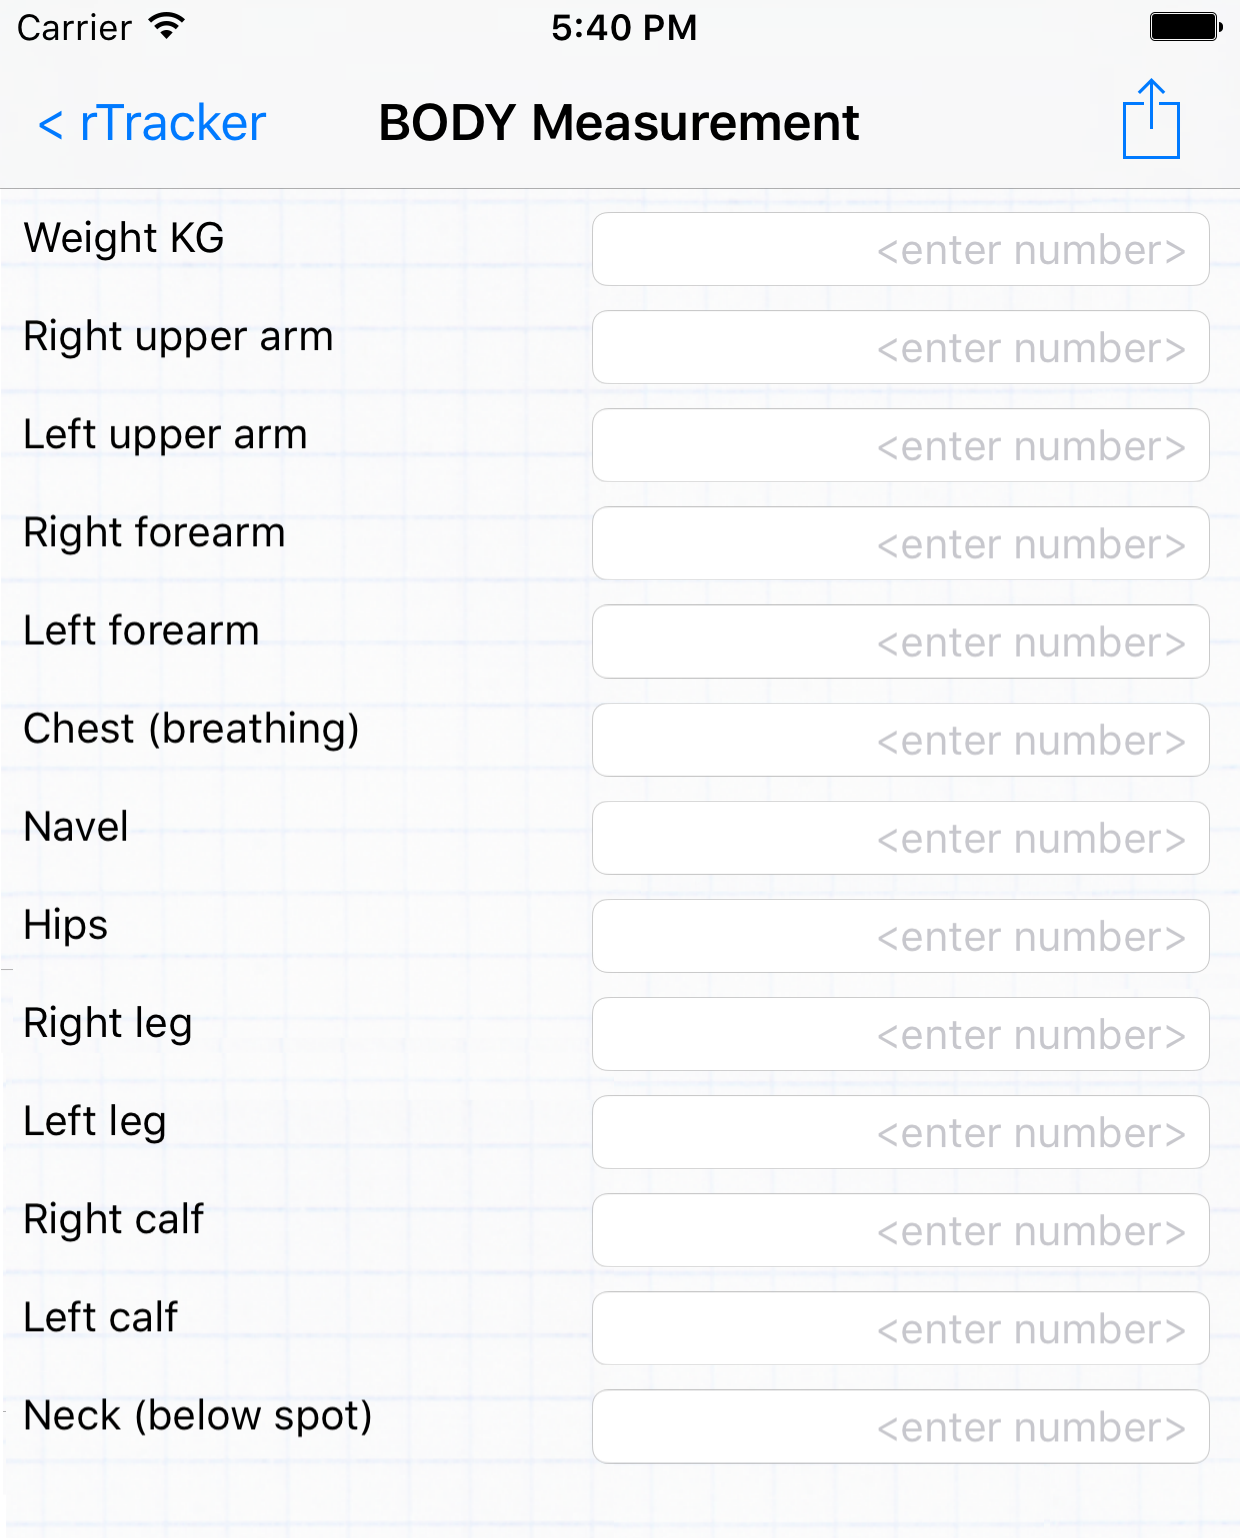 Carrier 5:40 PM
< rTracker BODY Measurement
Weight KG <enter number>
Right upper arm <enter number>
Left upper arm <enter number>
Right forearm <enter number>
Left forearm <enter number>
Chest (breathing) <enter number>
Navel <enter number>
Hips <enter number>
Right leg <enter number>
Left leg <enter number>
Right calf <enter number>
Left calf <enter number>
Neck (below spot) <enter number>